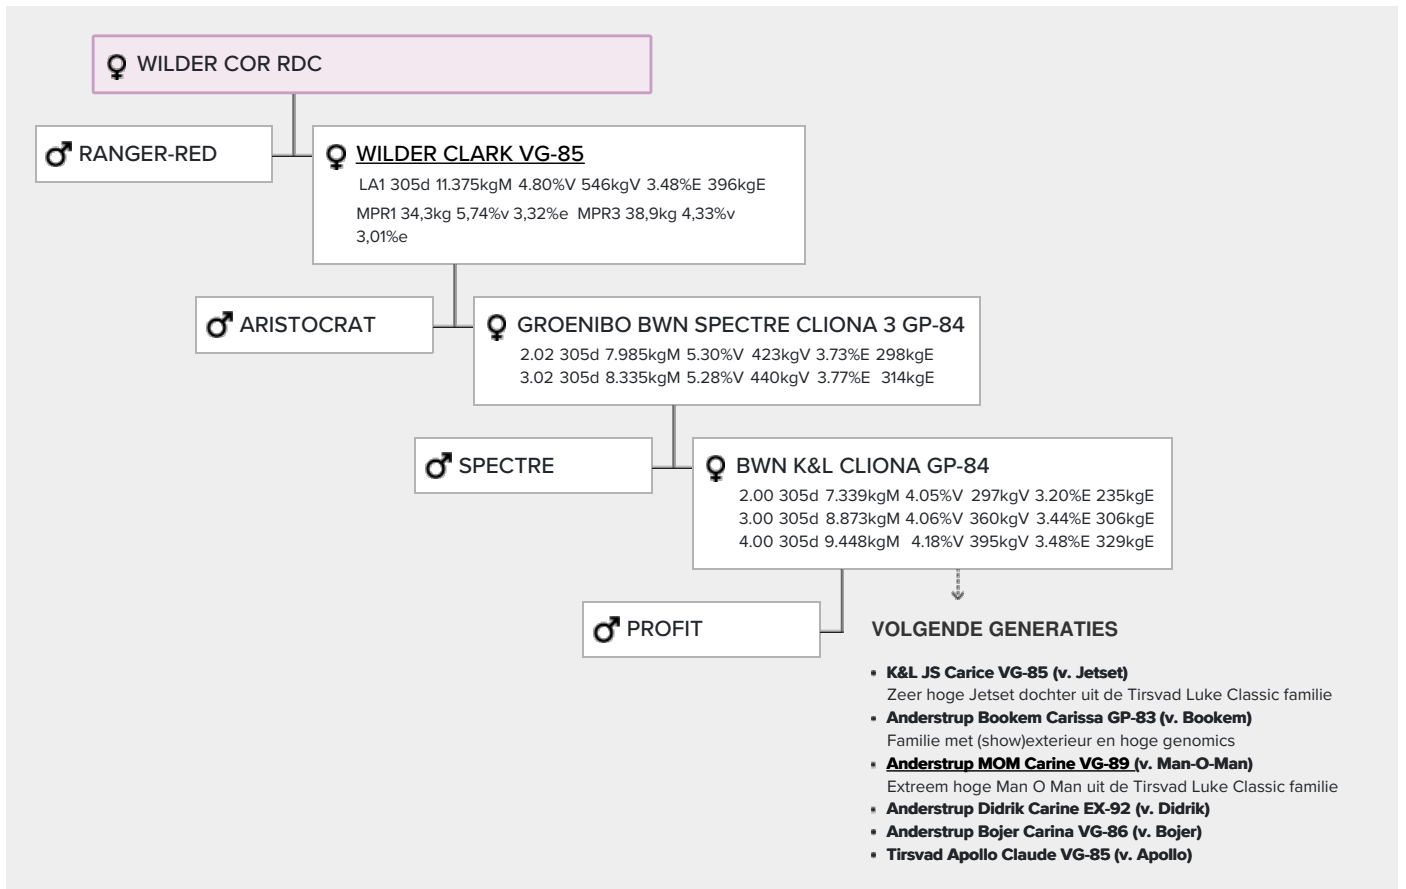 WILDER COR RDC
RANGER-RED
WILDER CLARK VG-85
LA1 305d 11.375kgM 4.80%V 546kgV 3.48%E 396kgE
MPR1 34,3kg 5,74%v 3,32%e MPR3 38,9kg 4,33%v
3,01%e
ARISTOCRAT
GROENIBO BWN SPECTRE CLIONA 3 GP-84
2.02 305d 7.985kgM 5.30%V 423kgV 3.73%E 298kgE
3.02 305d 8.335kgM 5.28%V 440kgV 3.77%E 314kgE
SPECTRE
BWN K&L CLIONA GP-84
2.00 305d 7.339kgM 4.05%V 297kgV 3.20%E 235kgE
3.00 305d 8.873kgM 4.06%V 360kgV 3.44%E 306kgE
4.00 305d 9.448kgM 4.18%V 395kgV 3.48%E 329kgE
PROFIT
VOLGENDE GENERATIES
K&L JS Carice VG-85 (v. Jetset)
Zeer hoge Jetset dochter uit de Tirsvad Luke Classic familie
Anderstrup Bookem Carissa GP-83 (v. Bookem)
Familie met (show)exterieur en hoge genomics
Anderstrup MOM Carine VG-89 (v. Man-O-Man)
Extreem hoge Man O Man uit de Tirsvad Luke Classic familie
Anderstrup Didrik Carine EX-92 (v. Didrik)
Anderstrup Bojer Carina VG-86 (v. Bojer)
Tirsvad Apollo Claude VG-85 (v. Apollo)